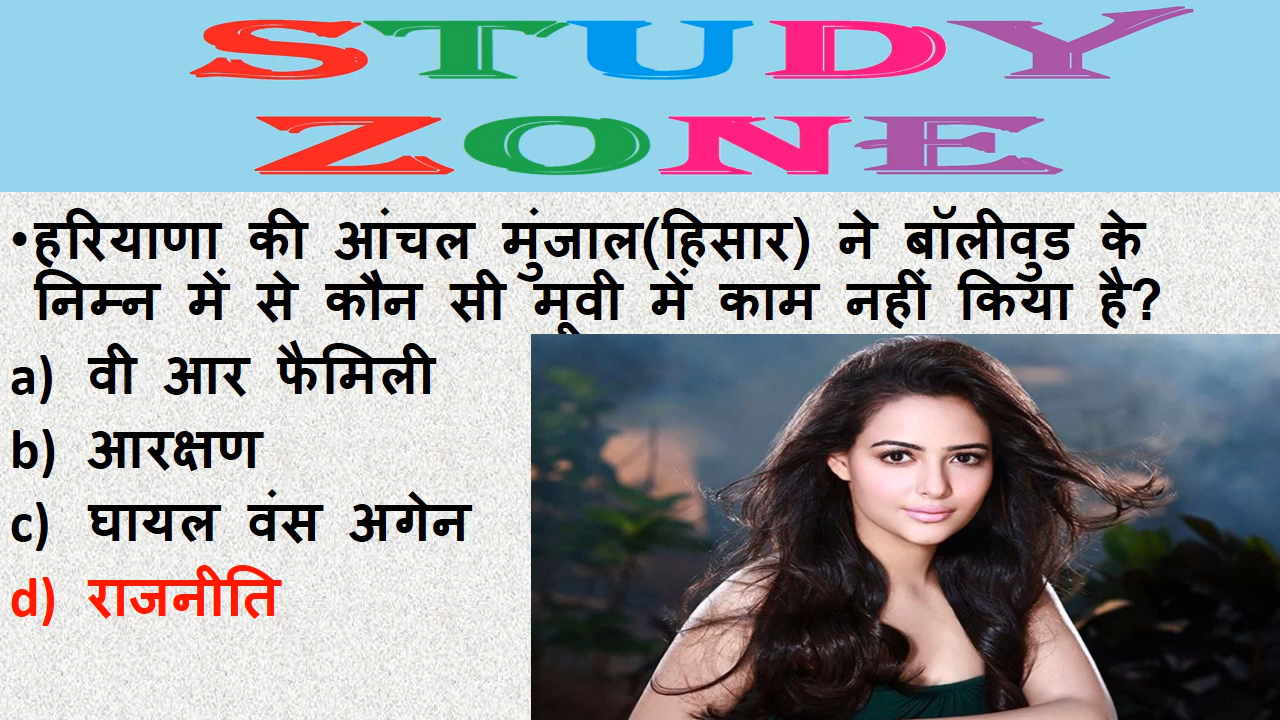 STUDY
ZONE
•हरियाणा की आंचल मुंजाल(हिसार) ने बॉलीवुड के
निम्न में से कौन सी मूवी में काम नहीं किया है?
a) वी आर फैमिली
b) आरक्षण
c) घायल वंस अगेन
d) राजनीति